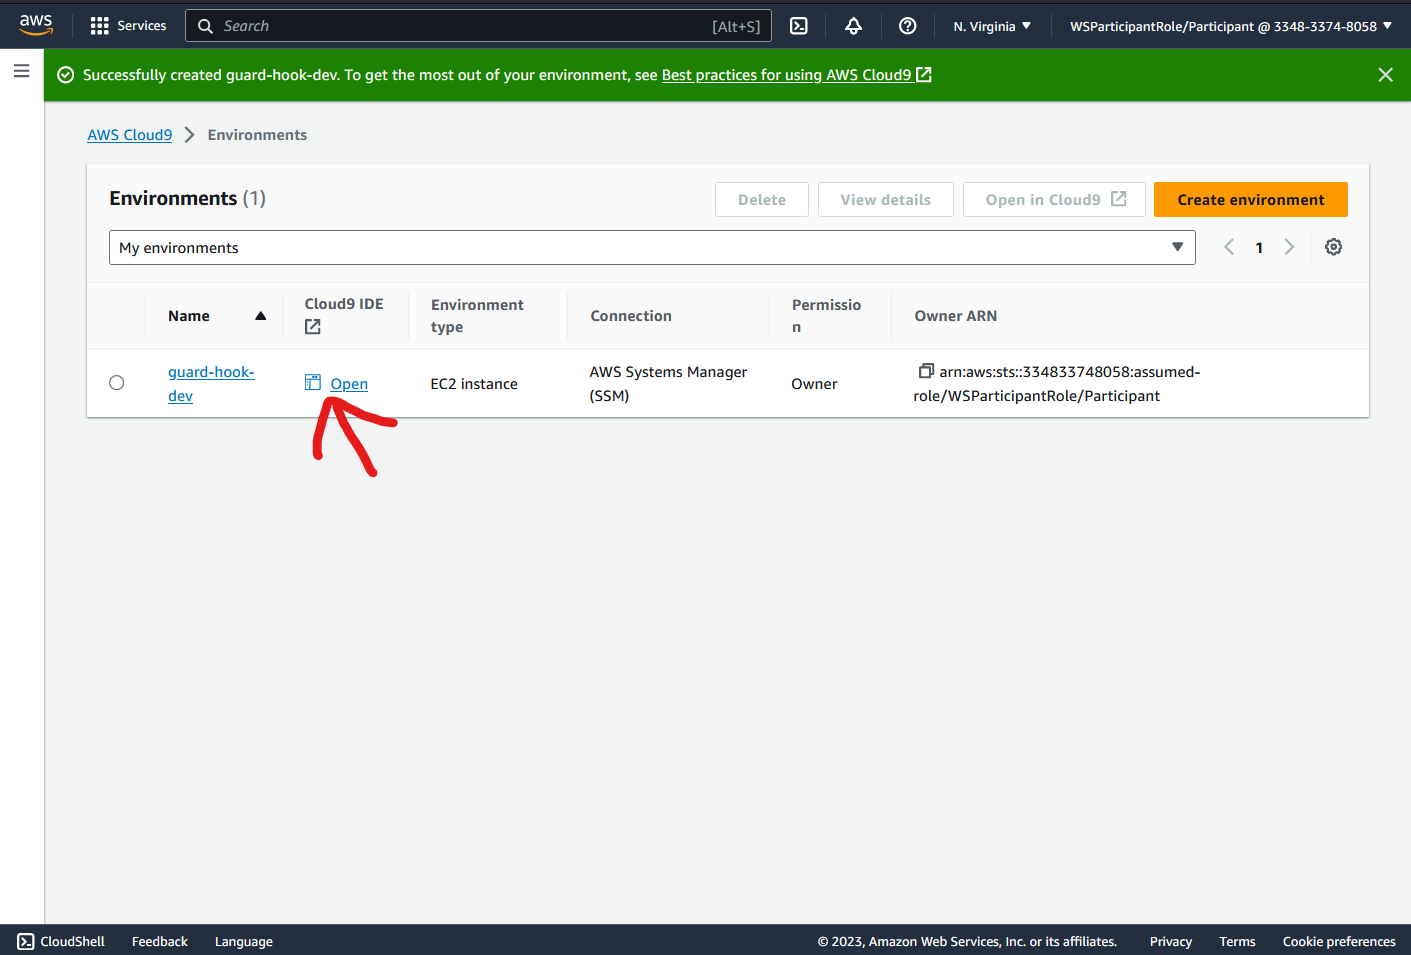 aws Services Search [Alt+S] N. Virginia WSParticipantRole/Participant @ 3348-3374-8058
Successfully created guard-hook-dev. To get the most out of your environment, see Best practices for using AWS Cloud9
AWS Cloud9 Environments
Environments (1) Delete View details Open in Cloud9 Create environment
My environments 1
Name
Cloud9 IDE
Environment
type
Connection
Permissio
n
Owner ARN
guard-hook-
dev
Open
EC2 instance
AWS Systems Manager
(SSM)
Owner
arn:aws:sts::334833748058:assumed-
role/WSParticipantRole/Participant
CloudShell Feedback Language © 2023, Amazon Web Services, Inc. or its affiliates. Privacy Terms Cookie preferences